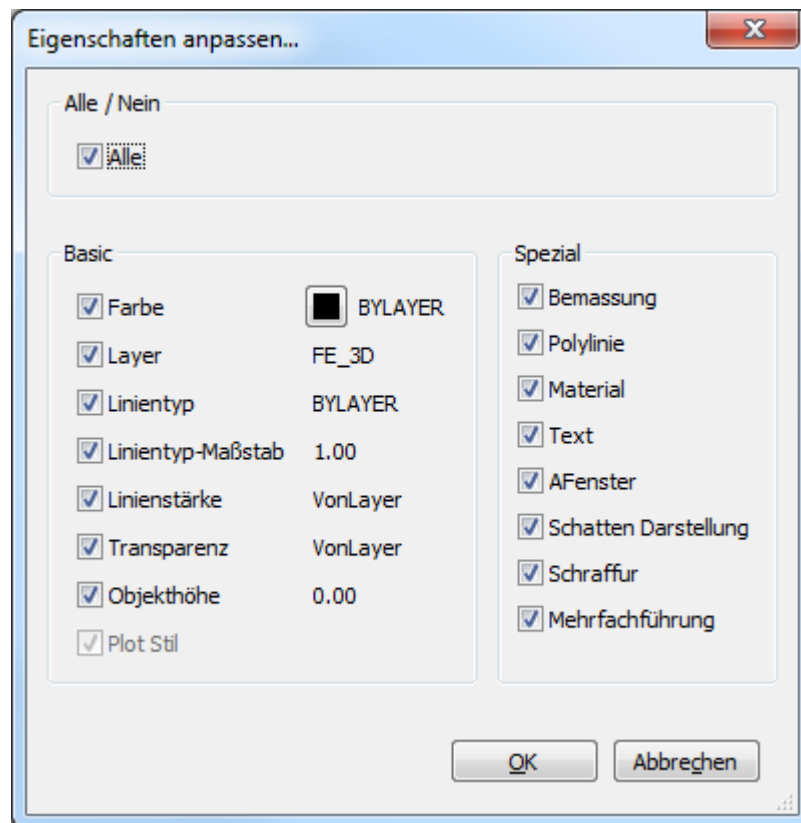 Eigenschaften anpassen...
Alle / Nein
Alle
Basic
Farbe BYLAYER
Layer FE_3D
Linientyp BYLAYER
Linientyp-Maßstab 1.00
Linienstärke VonLayer
Transparenz VonLayer
Objekthöhe 0.00
Plot Stil
Spezial
Bemassung
Polylinie
Material
Text
AFenster
Schatten Darstellung
Schraffur
Mehrfachführung
OK Abbrechen